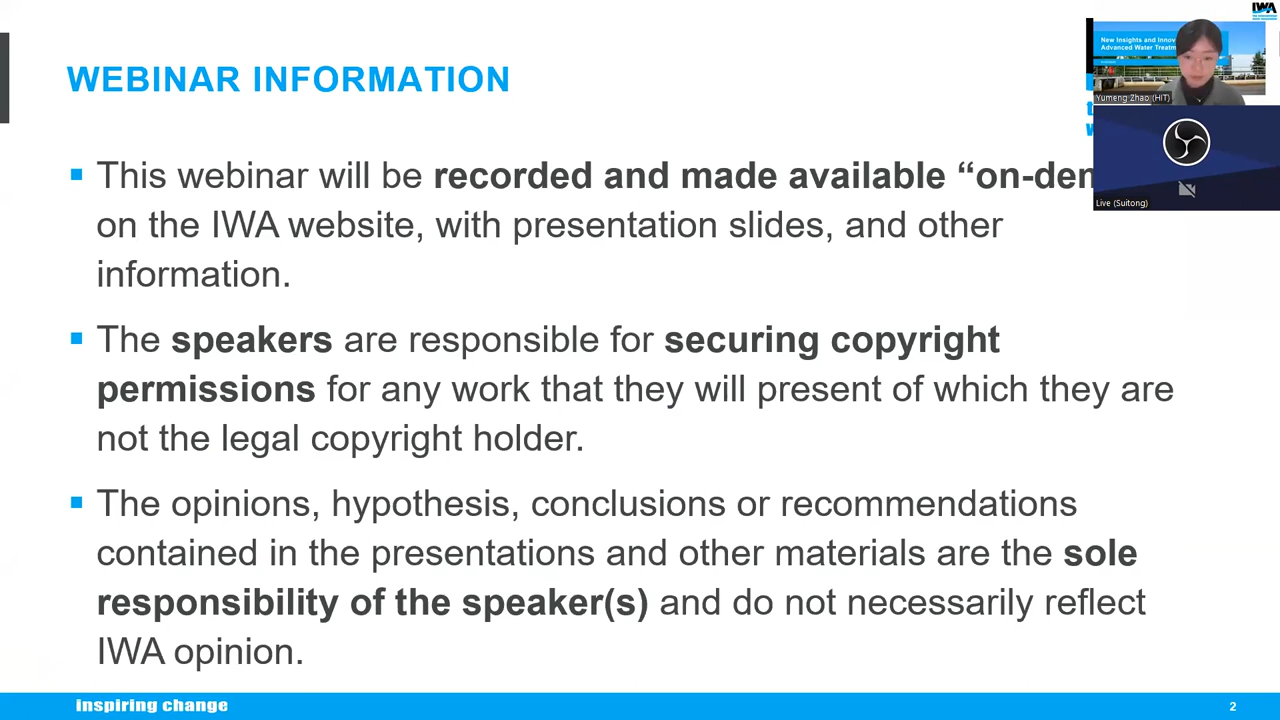 IWA
WEBINAR INFORMATION
New Insights and Innov
Advanced Water Treatm
Yumeng Zhao (HIT)
Live (Suitong)
▪ This webinar will be recorded and made available “on-den
on the IWA website, with presentation slides, and other
information.
▪ The speakers are responsible for securing copyright
permissions for any work that they will present of which they are
not the legal copyright holder.
▪ The opinions, hypothesis, conclusions or recommendations
contained in the presentations and other materials are the sole
responsibility of the speaker(s) and do not necessarily reflect
IWA opinion.
inspiring change
2